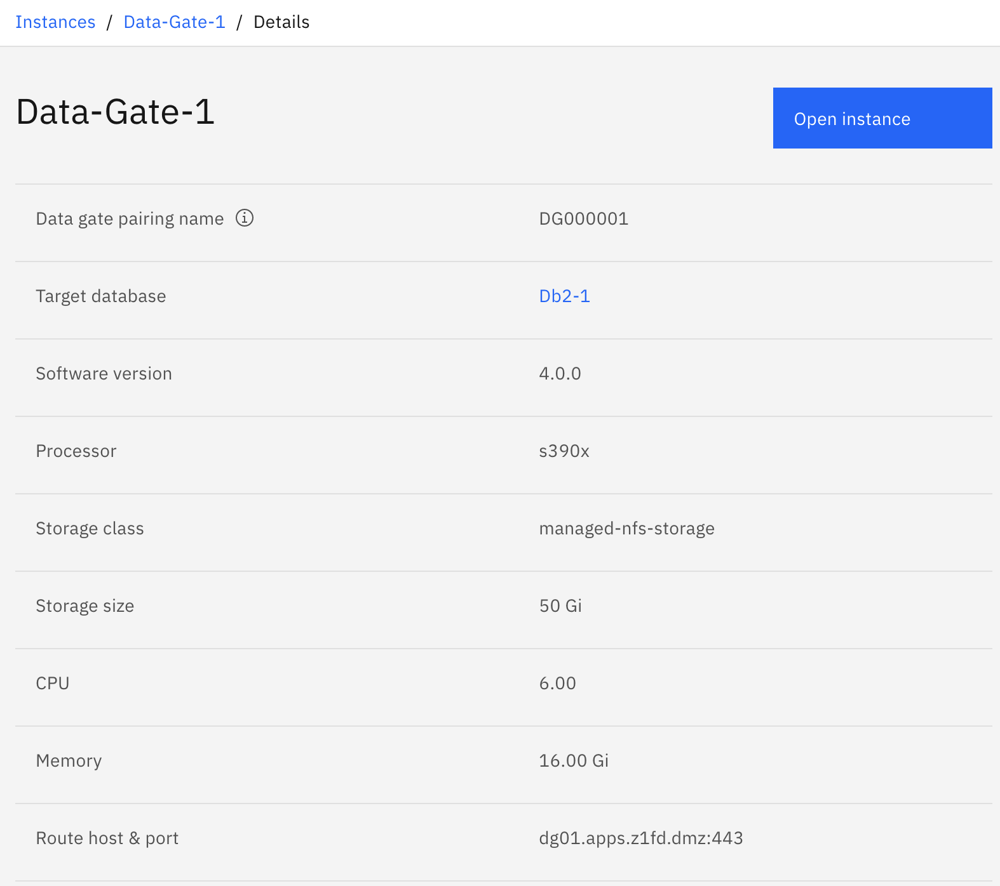 Instances / Data-Gate-1 / Details
Data-Gate-1
Open instance
Data gate pairing name DG000001
Target database Db2-1
Software version 4.0.0
Processor s390x
Storage class managed-nfs-storage
Storage size 50 Gi
CPU 6.00
Memory 16.00 Gi
Route host & port dg01.apps.z1fd.dmz:443